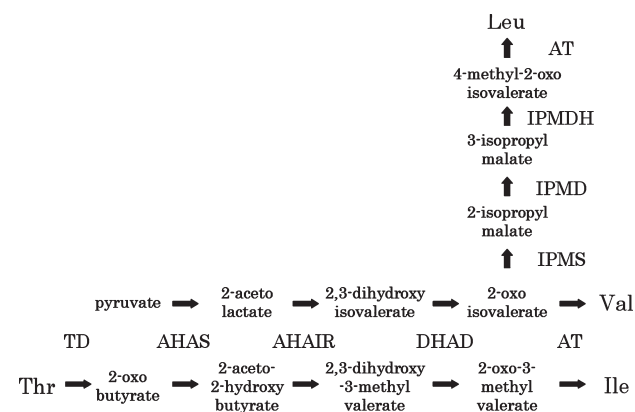 Leu
AT
4-methyl-2-oxo
isovalerate
IPMDH
3-isopropyl
malate
IPMD
2-isopropyl
malate
IPMS
pyruvate
2-aceto
lactate
2,3-dihydroxy
isovalerate
2-oxo
isovalerate
Val
TD
AHAS
AHAIR
DHAD
AT
Thr
2-oxo
butyrate
2-aceto-
2-hydroxy
butyrate
2,3-dihydroxy
-3-methyl
valerate
2-oxo-3-
methyl
valerate
Ile